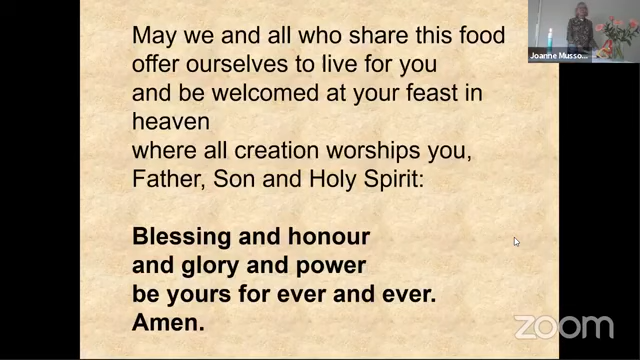 May we and all who share this food
offer ourselves to live for you
and be welcomed at your feast in
heaven
where all creation worships you,
Father, Son and Holy Spirit:
Blessing and honour
and glory and power
be yours for ever and ever.
Amen.
Joanne Musso...
zoom